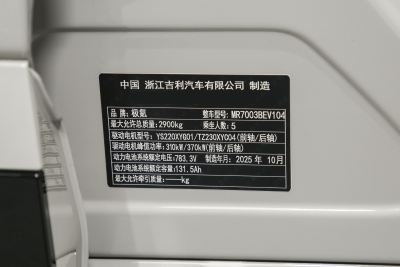 中国 浙江吉利汽车有限公司 制造
品 牌:极氪 整车型号:MR7003BEV104
最大允许总质量:2900kg 乘坐人数:5
驱动电机型号:YS220XYG01/TZ230XYC04(前轴/后轴)
驱动电机峰值功率:310kW/370kW(前轴/后轴)
动力电池系统额定电压:783.3V 制造年月:2025 年 10月
动力电池系统额定容量:131.5Ah
最大允许牵引质量:——kg